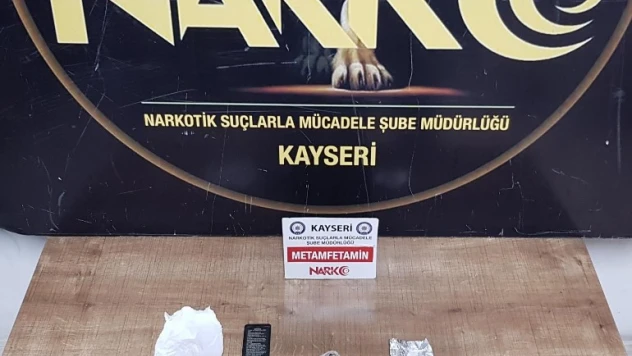 NARKO
NARKOTİK SUÇLARLA MÜCADELE ŞUBE MÜDÜRLÜĞÜ
KAYSERİ
KAYSERİ
NARKOTİK SUÇLARLA MÜCADELE
ŞUBE MÜDÜRLÜĞÜ
METAMFETAMİN
NARKO